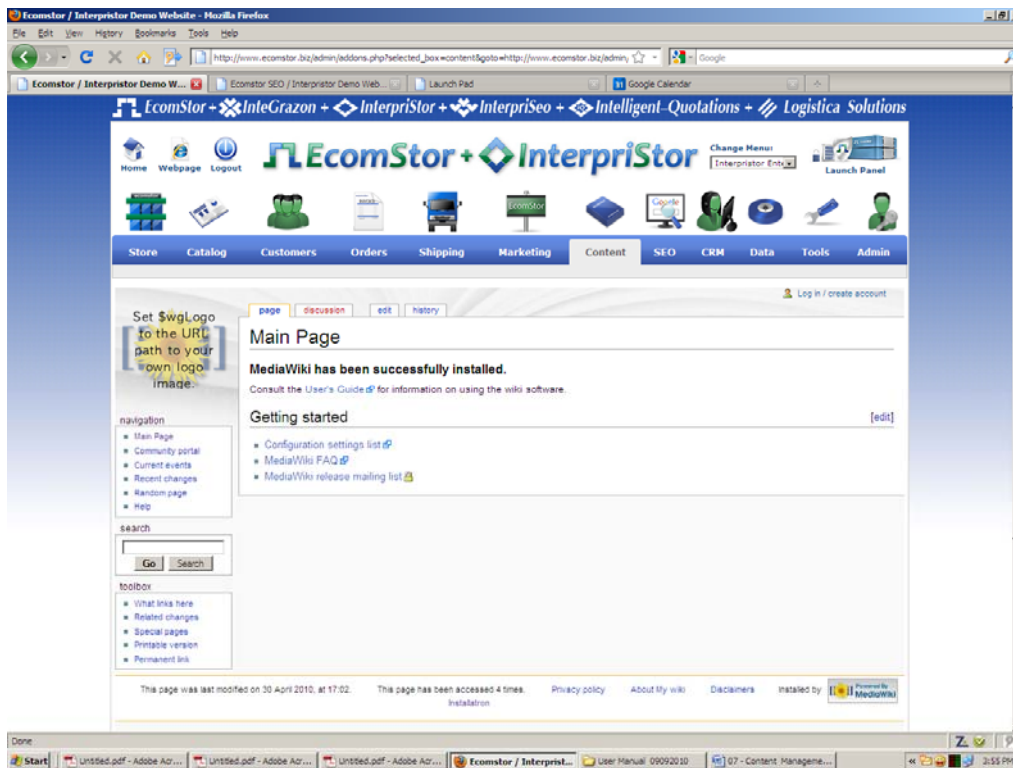 Ecomstor / Interpristor Demo Website - Mozilla Firefox
File Edit View History Bookmarks Tools Help
http://www.ecomstor.biz/admin/addons.php?selected_box=content&goto=http://www.ecomstor.biz/admin, Google
Ecomstor / Interpristor Demo W... Ecomstor SEO / Interpristor Demo Web... Launch Pad Google Calendar
EcomStor + InteGrazon + InterpriStor + InterpriSeo + Intelligent-Quotations + Logistica Solutions
Home Webpage Logout
EcomStor + InterpriStor
Change Menu:
Interpristor Ente
Launch Panel
EcomStor
Google
Store Catalog Customers Orders Shipping Marketing Content SEO CRM Data Tools Admin
Log in / create account
Set $wgLogo
to the URL
path to your
own logo
image.
page discussion edit history
Main Page
MediaWiki has been successfully installed.
Consult the User's Guide for information on using the wiki software.
Getting started [edit]
Configuration settings list
MediaWiki FAQ
MediaWiki release mailing list
navigation
Main Page
Community portal
Current events
Recent changes
Random page
Help
search
Go Search
toolbox
What links here
Related changes
Special pages
Printable version
Permanent link
This page was last modified on 30 April 2010, at 17:02. This page has been accessed 4 times. Privacy policy About My wiki Disclaimers Installed by
Installatron
Powered By
MediaWiki
Done
Start Untitled.pdf - Adobe Acr... Untitled.pdf - Adobe Acr... Untitled.pdf - Adobe Acr... Ecomstor / Interprist... User Manual 09092010 07 - Content Manageme... 3:55 PM